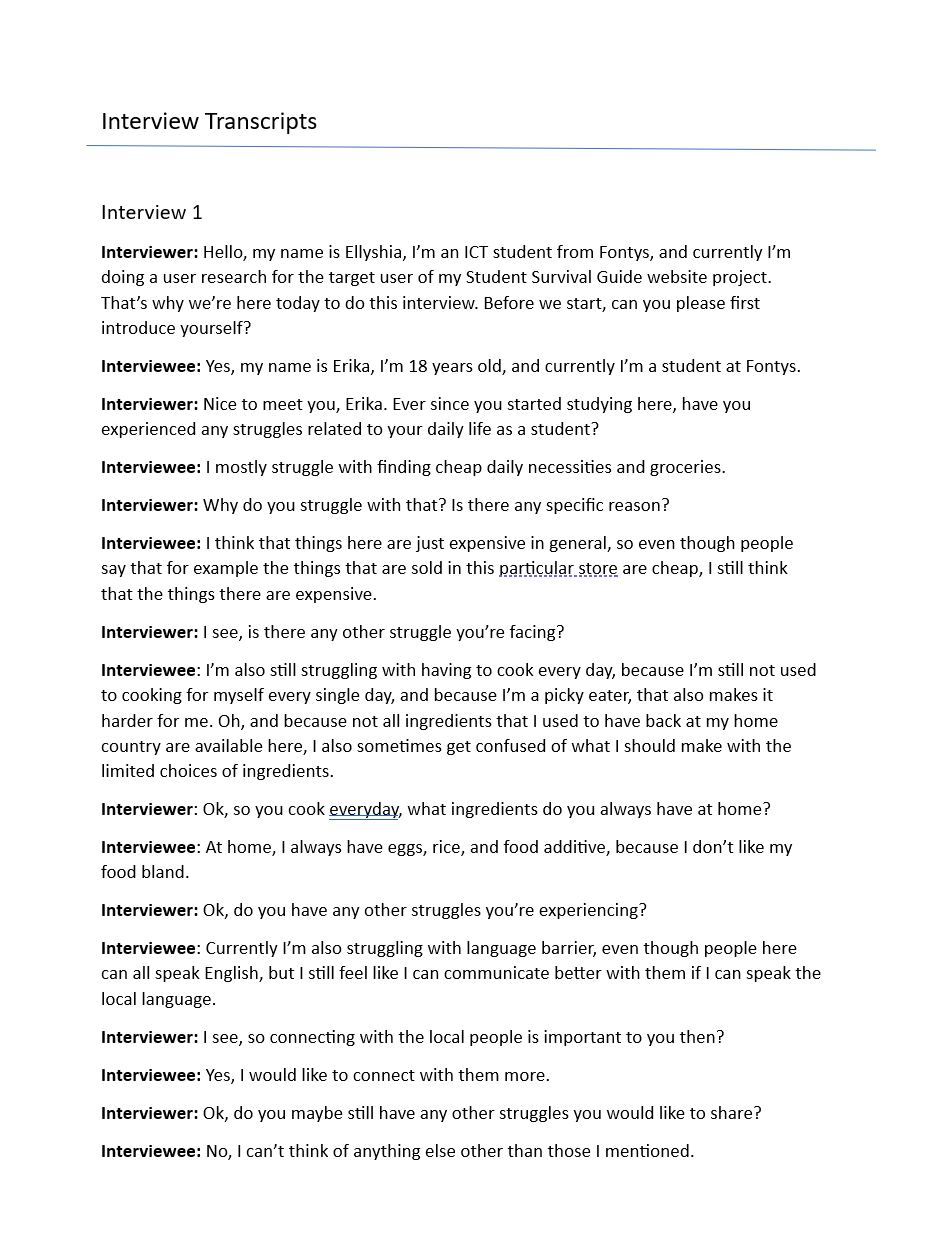 Interview Transcripts
Interview 1
Interviewer: Hello, my name is Ellyshia, I’m an ICT student from Fontys, and currently I’m
doing a user research for the target user of my Student Survival Guide website project.
That’s why we’re here today to do this interview. Before we start, can you please first
introduce yourself?
Interviewee: Yes, my name is Erika, I’m 18 years old, and currently I’m a student at Fontys.
Interviewer: Nice to meet you, Erika. Ever since you started studying here, have you
experienced any struggles related to your daily life as a student?
Interviewee: I mostly struggle with finding cheap daily necessities and groceries.
Interviewer: Why do you struggle with that? Is there any specific reason?
Interviewee: I think that things here are just expensive in general, so even though people
say that for example the things that are sold in this particular store are cheap, I still think
that the things there are expensive.
Interviewer: I see, is there any other struggle you’re facing?
Interviewee: I’m also still struggling with having to cook every day, because I’m still not used
to cooking for myself every single day, and because I’m a picky eater, that also makes it
harder for me. Oh, and because not all ingredients that I used to have back at my home
country are available here, I also sometimes get confused of what I should make with the
limited choices of ingredients.
Interviewer: Ok, so you cook everyday, what ingredients do you always have at home?
Interviewee: At home, I always have eggs, rice, and food additive, because I don’t like my
food bland.
Interviewer: Ok, do you have any other struggles you’re experiencing?
Interviewee: Currently I’m also struggling with language barrier, even though people here
can all speak English, but I still feel like I can communicate better with them if I can speak the
local language.
Interviewer: I see, so connecting with the local people is important to you then?
Interviewee: Yes, I would like to connect with them more.
Interviewer: Ok, do you maybe still have any other struggles you would like to share?
Interviewee: No, I can’t think of anything else other than those I mentioned.